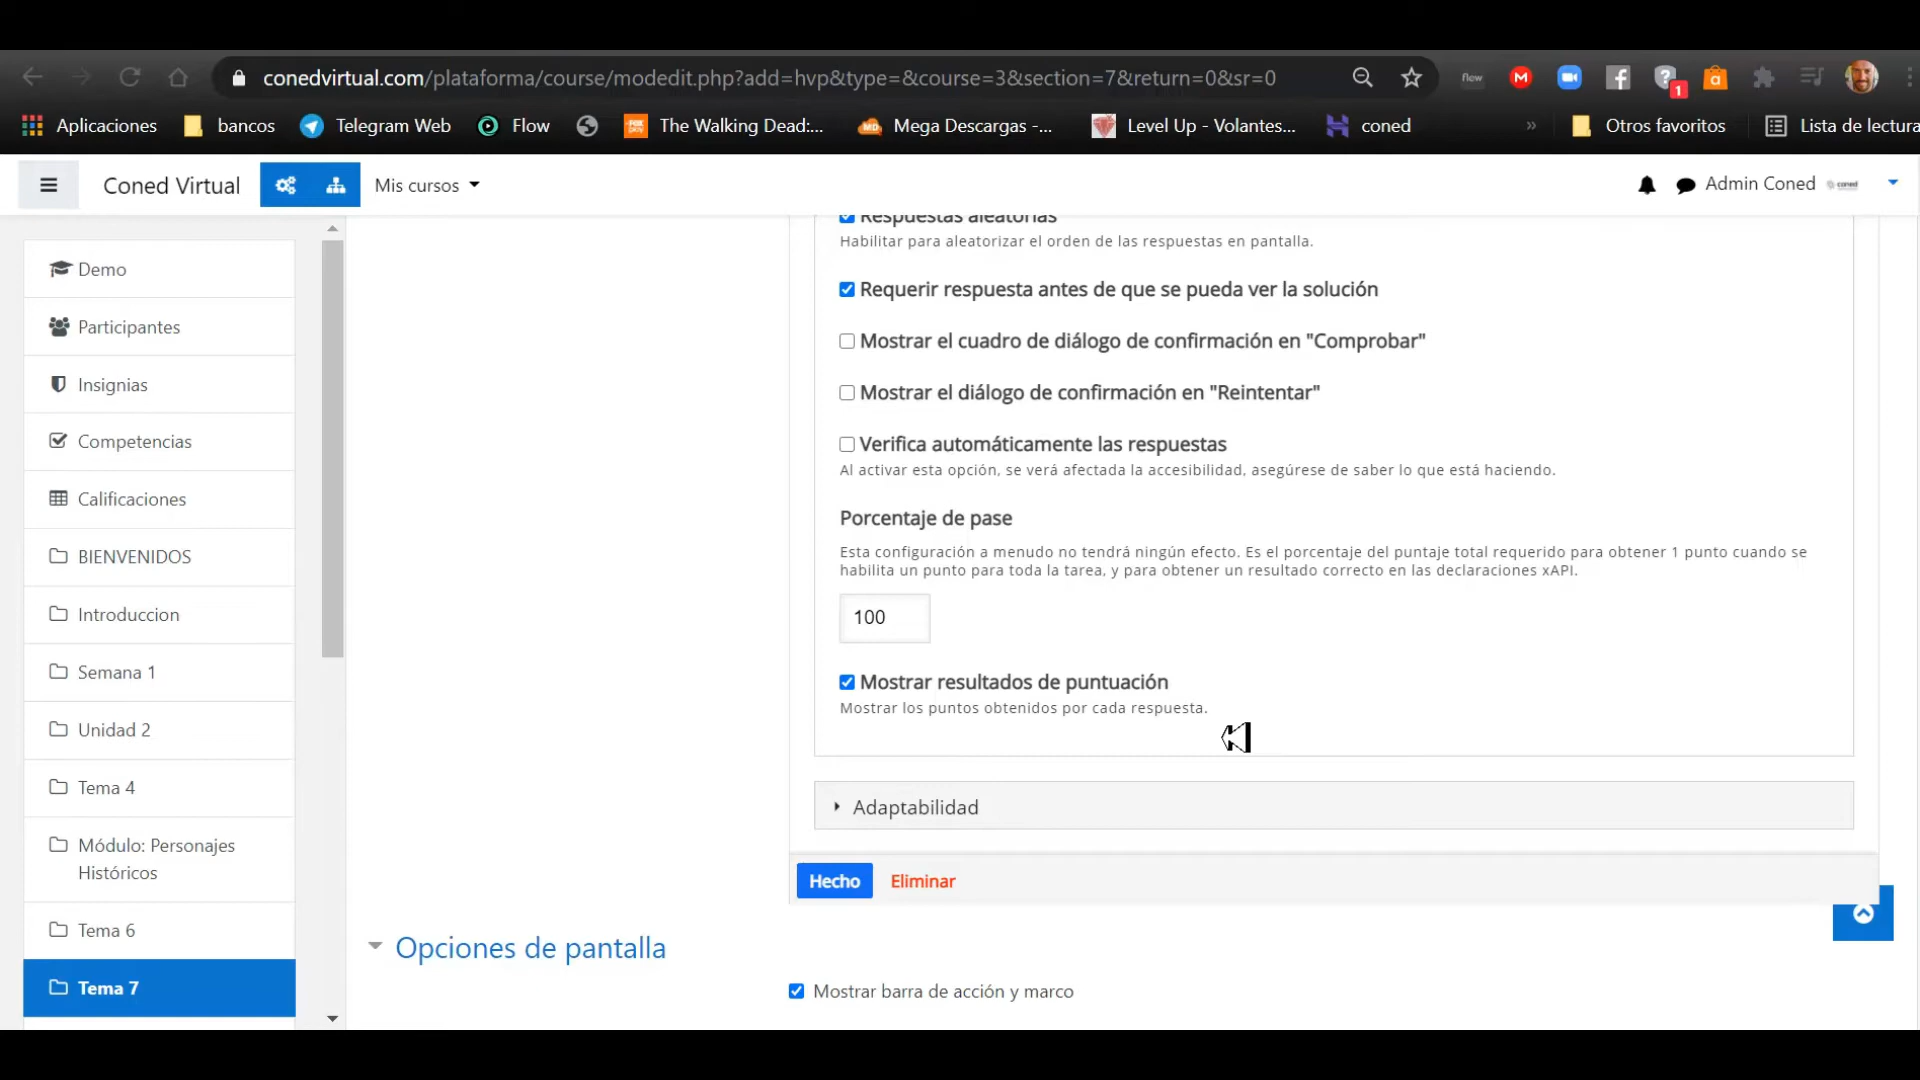 conedvirtual.com/plataforma/course/modedit.php?add=hvp&type=&course=3&section=7&return=0&sr=0
1
Aplicaciones
bancos
Telegram Web
Flow
The Walking Dead:...
Mega Descargas -...
Level Up - Volantes...
coned
»
Otros favoritos
Lista de lectura
Coned Virtual
Mis cursos
Admin Coned
coned
Demo
Participantes
Insignias
Competencias
Calificaciones
BIENVENIDOS
Introduccion
Semana 1
Unidad 2
Tema 4
Módulo: Personajes
Históricos
Tema 6
Tema 7
Respuestas aleatorias
Habilitar para aleatorizar el orden de las respuestas en pantalla.
Requerir respuesta antes de que se pueda ver la solución
Mostrar el cuadro de diálogo de confirmación en "Comprobar"
Mostrar el diálogo de confirmación en "Reintentar"
Verifica automáticamente las respuestas
Al activar esta opción, se verá afectada la accesibilidad, asegúrese de saber lo que está haciendo.
Porcentaje de pase
Esta configuración a menudo no tendrá ningún efecto. Es el porcentaje del puntaje total requerido para obtener 1 punto cuando se
habilita un punto para toda la tarea, y para obtener un resultado correcto en las declaraciones xAPI.
100
Mostrar resultados de puntuación
Mostrar los puntos obtenidos por cada respuesta.
Adaptabilidad
Hecho Eliminar
Opciones de pantalla
Mostrar barra de acción y marco